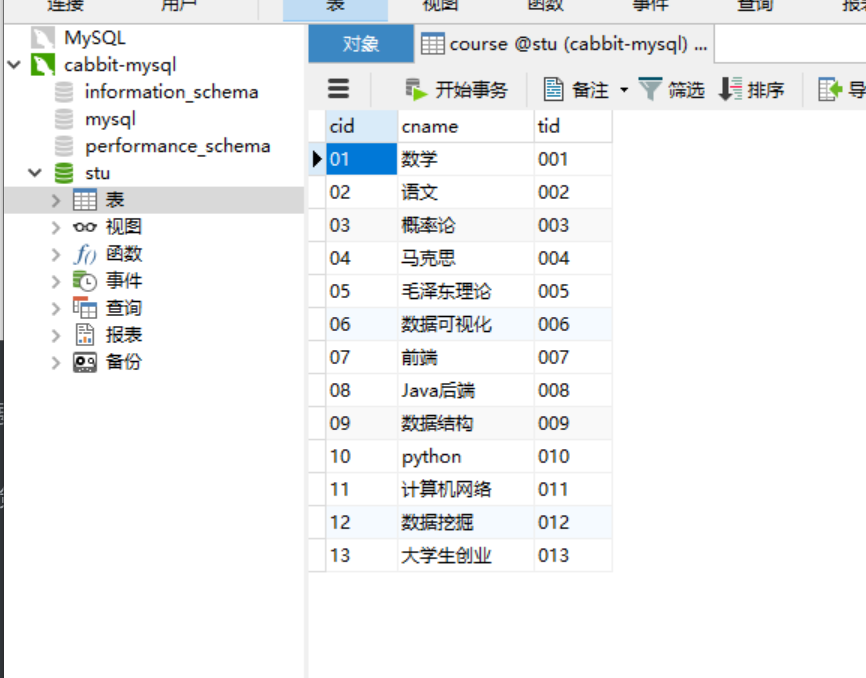 连接 用户 表 视图 函数 事件 查询
MySQL
cabbit-mysql
information_schema
mysql
performance_schema
stu
表
视图
函数
事件
查询
报表
备份
对象 course @stu (cabbit-mysql) ...
开始事务 备注 筛选 排序
cid cname tid
01 数学 001
02 语文 002
03 概率论 003
04 马克思 004
05 毛泽东理论 005
06 数据可视化 006
07 前端 007
08 Java后端 008
09 数据结构 009
10 python 010
11 计算机网络 011
12 数据挖掘 012
13 大学生创业 013